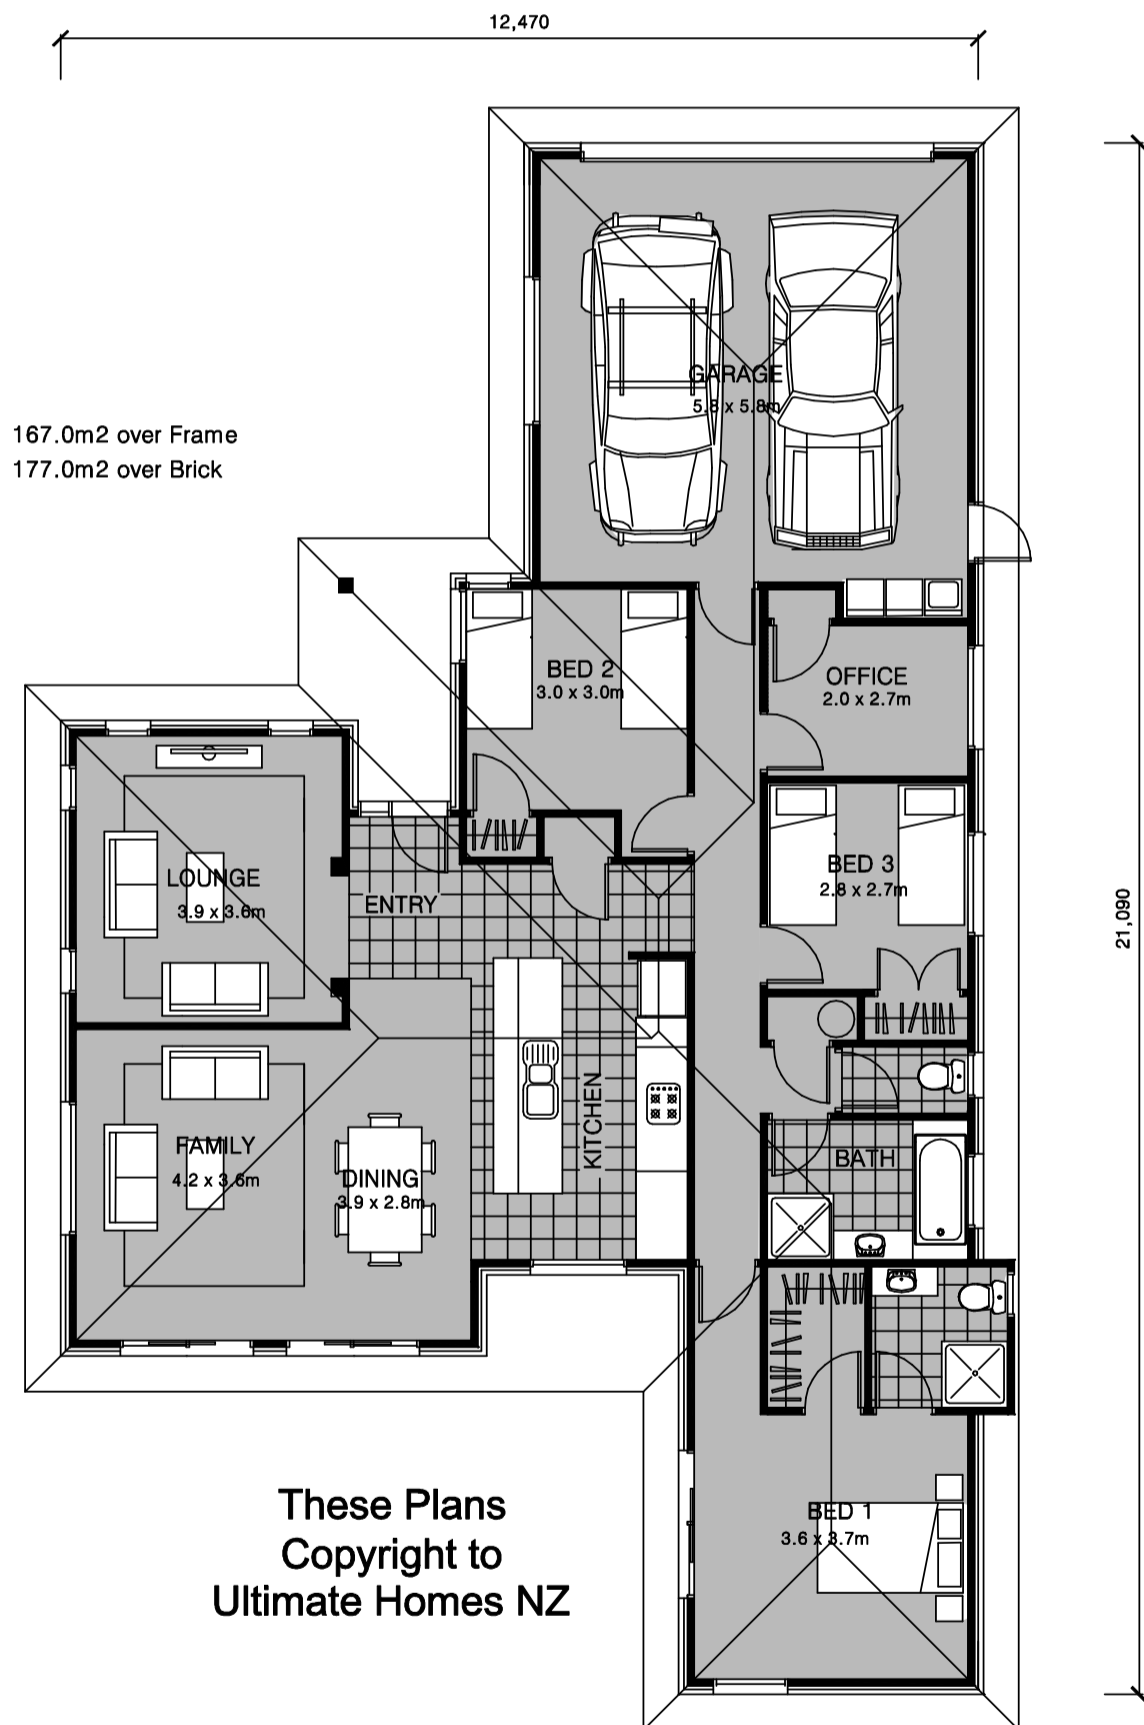 12,470
167.0m2 over Frame
177.0m2 over Brick
GARAGE
5.8 x 5.8m
BED 2
3.0 x 3.0m
OFFICE
2.0 x 2.7m
LOUNGE
3.9 x 3.6m
ENTRY
BED 3
2.8 x 2.7m
21,090
FAMILY
4.2 x 3.6m
DINING
3.9 x 2.8m
KITCHEN
BATH
BED 1
3.6 x 3.7m
These Plans
Copyright to
Ultimate Homes NZ